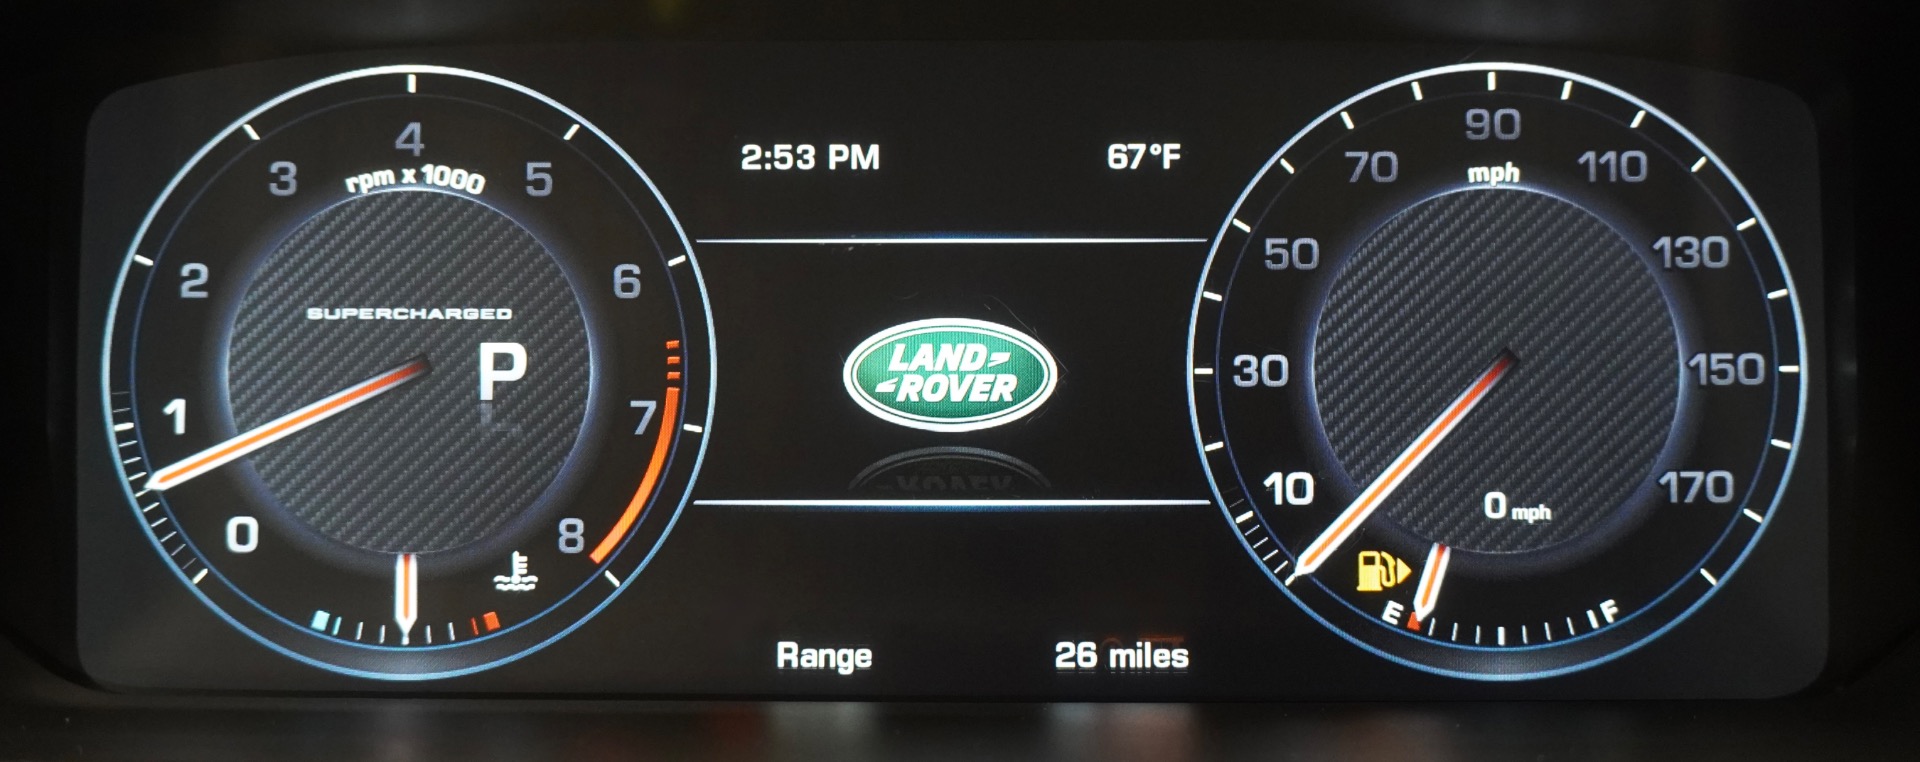 4
3
5
rpm x 1000
2
6
SUPERCHARGED
P
1
7
0
8
2:53 PM 67°F
LAND-
-ROVER
Range 26 miles
90
70
110
mph
50
130
30
150
10
170
0 mph
E
F